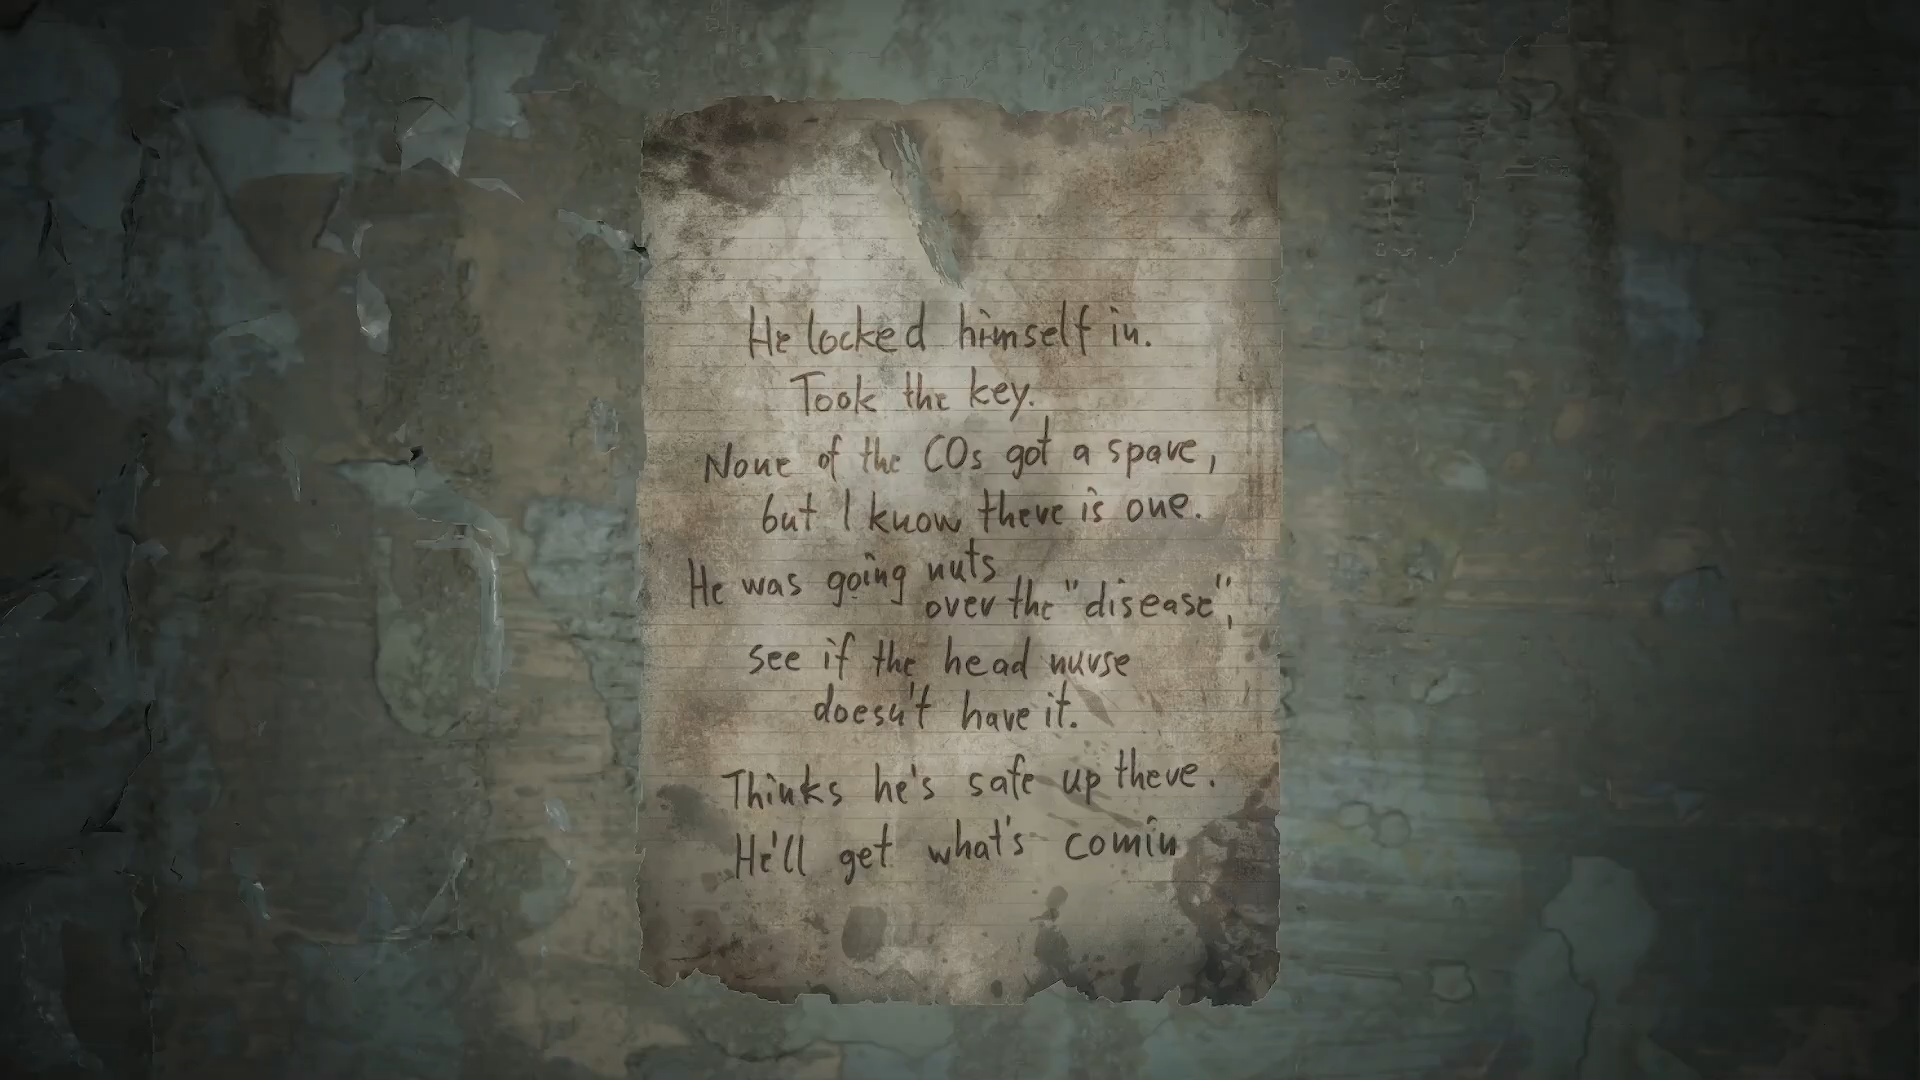 He locked himself in.
Took the key.
None of the COs got a spare,
but I know there is one.
He was going nuts
over the "disease",
see if the head nurse
doesn't have it.
Thinks he's safe up there.
He'll get what's comin